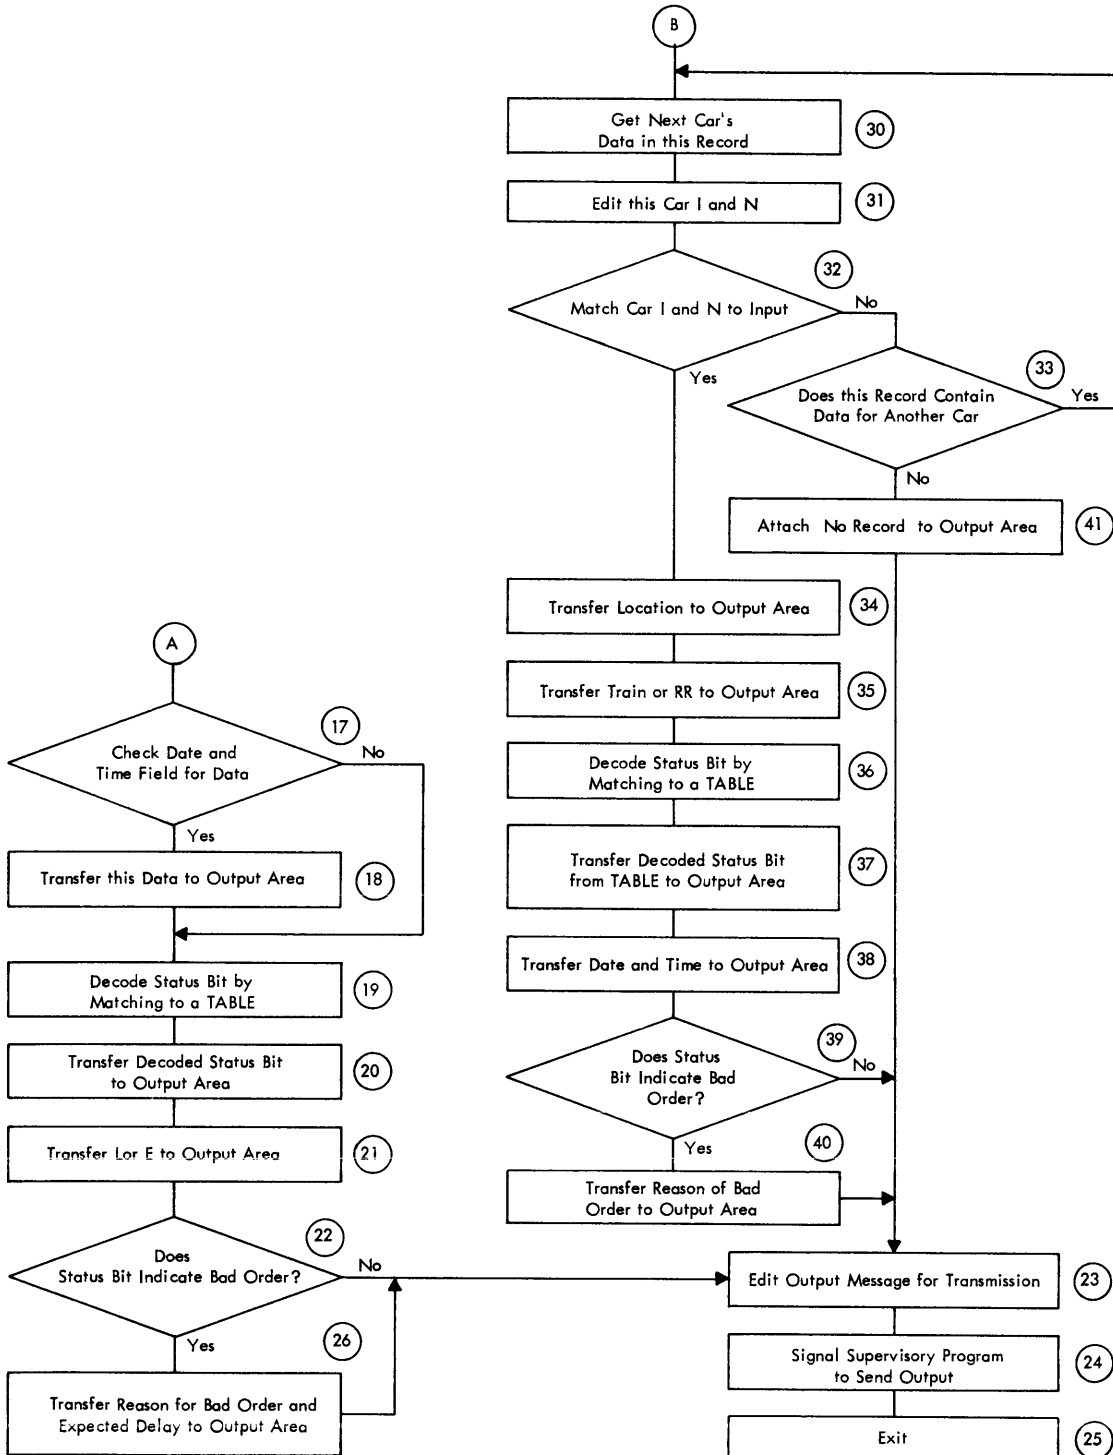 B
Get Next Car's
Data in this Record
30
Edit this Car I and N
31
32
Match Car I and N to Input
No
Yes
33
Does this Record Contain
Data for Another Car
Yes
No
Attach No Record to Output Area
41
Transfer Location to Output Area
34
Transfer Train or RR to Output Area
35
Decode Status Bit by
Matching to a TABLE
36
Transfer Decoded Status Bit
from TABLE to Output Area
37
Transfer Date and Time to Output Area
38
39
Does Status
Bit Indicate Bad
Order?
No
Yes
40
Transfer Reason of Bad
Order to Output Area
A
17
Check Date and
Time Field for Data
No
Yes
Transfer this Data to Output Area
18
Decode Status Bit by
Matching to a TABLE
19
Transfer Decoded Status Bit
to Output Area
20
Transfer Lor E to Output Area
21
22
Does
Status Bit Indicate Bad Order?
No
Yes
26
Transfer Reason for Bad Order and
Expected Delay to Output Area
Edit Output Message for Transmission
23
Signal Supervisory Program
to Send Output
24
Exit
25